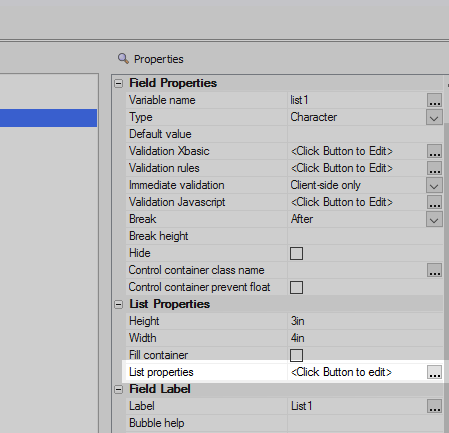 Properties
Field Properties
Variable name list1 ...
Type Character
Default value
Validation Xbasic <Click Button to Edit> ...
Validation rules <Click Button to Edit> ...
Immediate validation Client-side only
Validation Javascript <Click Button to Edit> ...
Break After
Break height
Hide
Control container class name ...
Control container prevent float
List Properties
Height 3in
Width 4in
Fill container
List properties <Click Button to edit> ...
Field Label
Label List1 ...
Bubble help